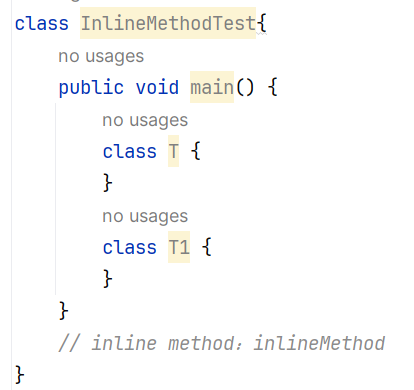 class InlineMethodTest{
no usages
public void main() {
no usages
class T {
}
no usages
class T1 {
}
}
// inline method：inlineMethod
}